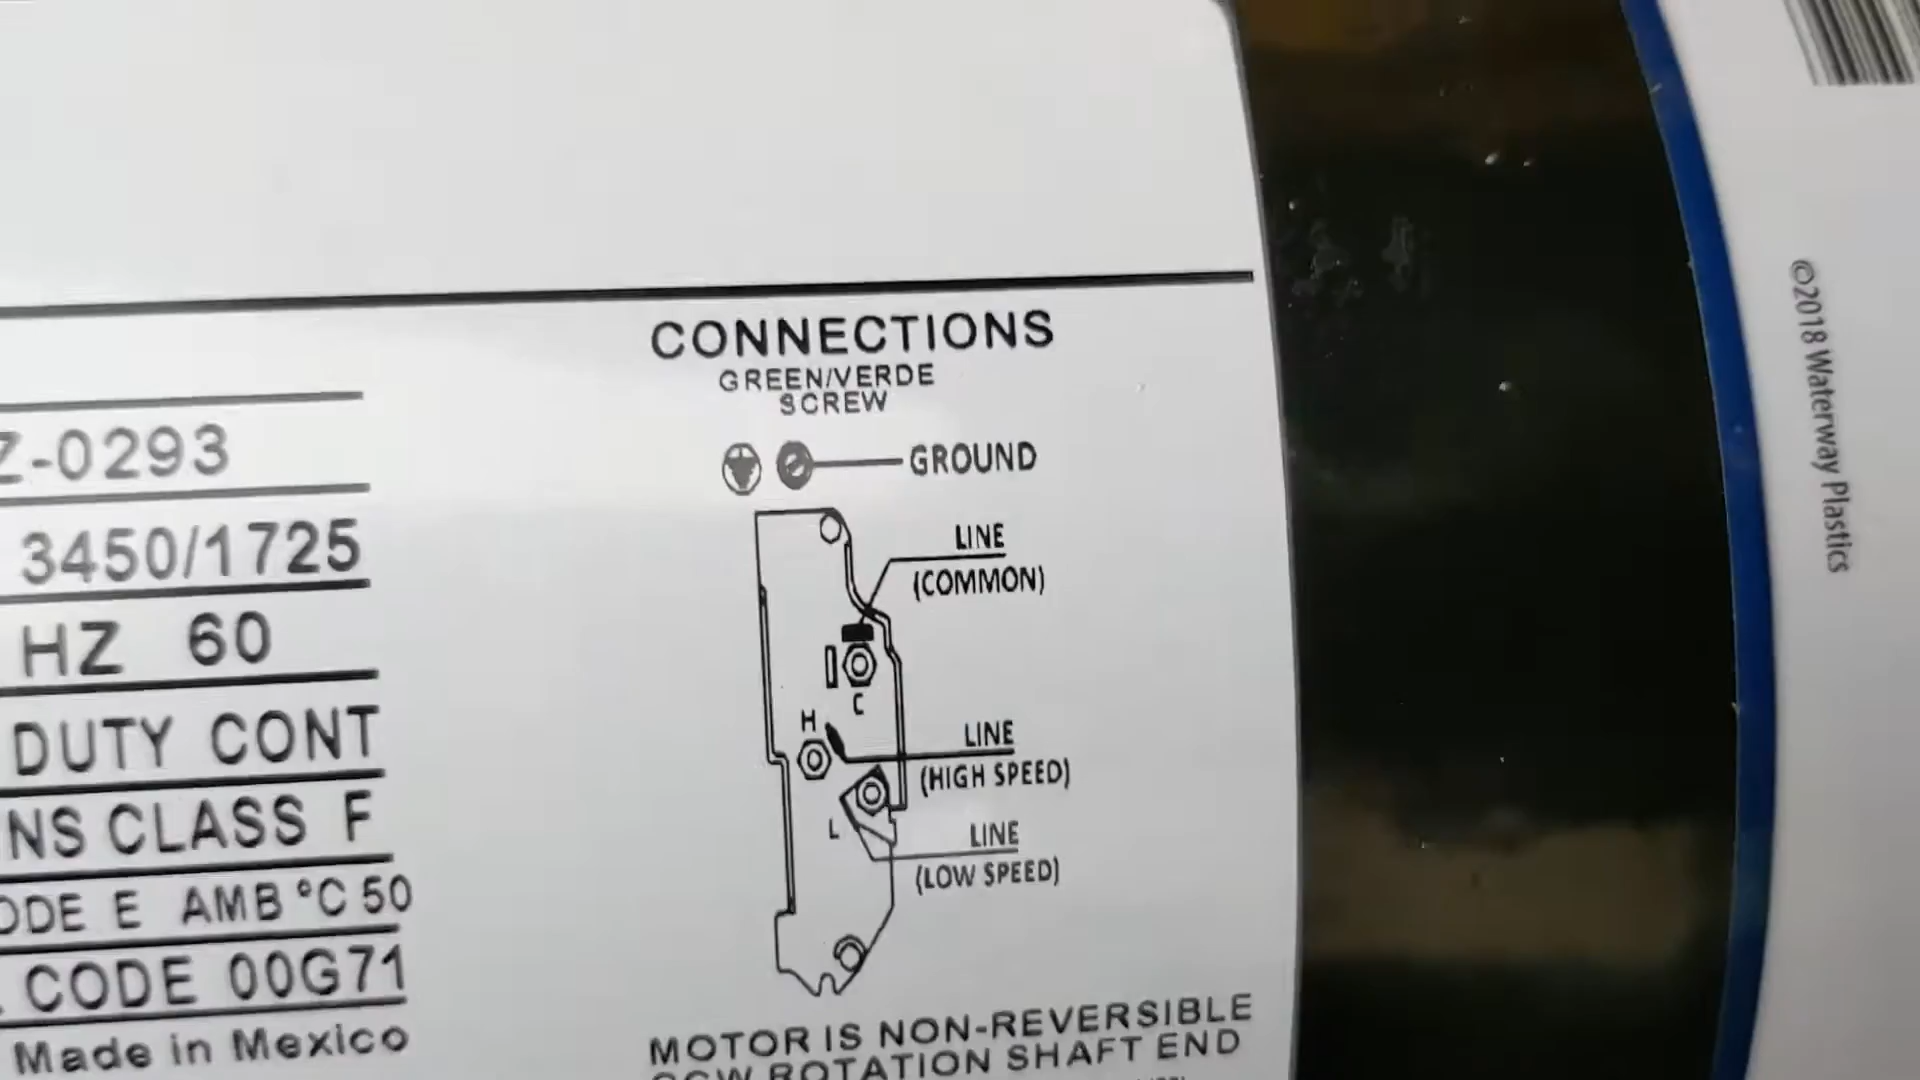 Z-0293
3450/1725
HZ 60
DUTY CONT
NS CLASS F
ODE E AMB °C 50
CODE 00G71
Made in Mexico
CONNECTIONS
GREEN/VERDE
SCREW
GROUND
LINE
(COMMON)
C
H
LINE
(HIGH SPEED)
L
LINE
(LOW SPEED)
MOTOR IS NON-REVERSIBLE
CCW ROTATION SHAFT END
©2018 Waterway Plastics